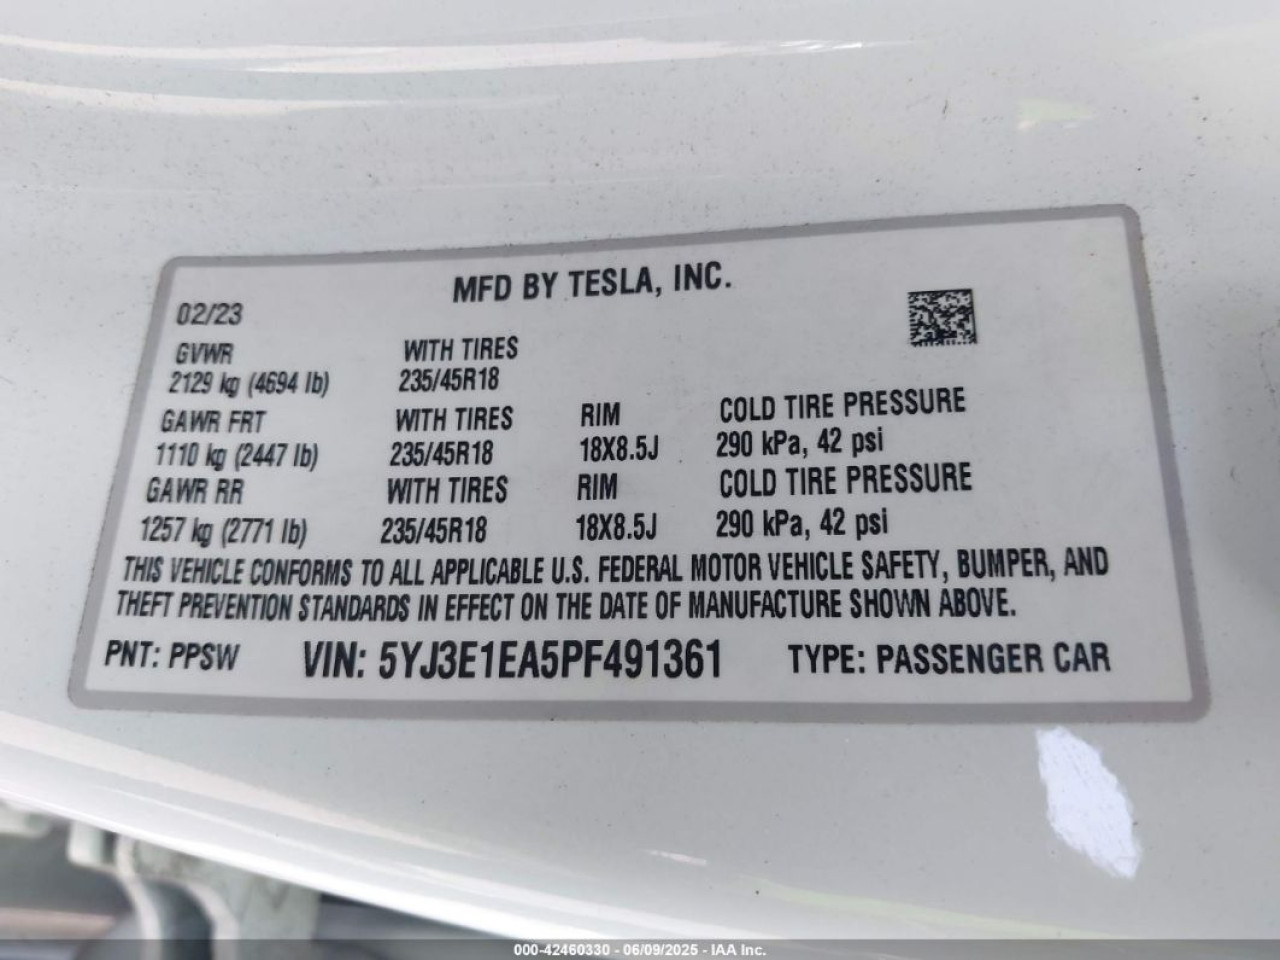 MFD BY TESLA, INC.
02/23
GVWR WITH TIRES
2129 kg (4694 lb) 235/45R18
GAWR FRT WITH TIRES RIM COLD TIRE PRESSURE
1110 kg (2447 lb) 235/45R18 18X8.5J 290 kPa, 42 psi
GAWR RR WITH TIRES RIM COLD TIRE PRESSURE
1257 kg (2771 lb) 235/45R18 18X8.5J 290 kPa, 42 psi
THIS VEHICLE CONFORMS TO ALL APPLICABLE U.S. FEDERAL MOTOR VEHICLE SAFETY, BUMPER, AND
THEFT PREVENTION STANDARDS IN EFFECT ON THE DATE OF MANUFACTURE SHOWN ABOVE.
PNT: PPSW VIN: 5YJ3E1EA5PF491361 TYPE: PASSENGER CAR
000-42460330 - 06/09/2025 - IAA Inc.